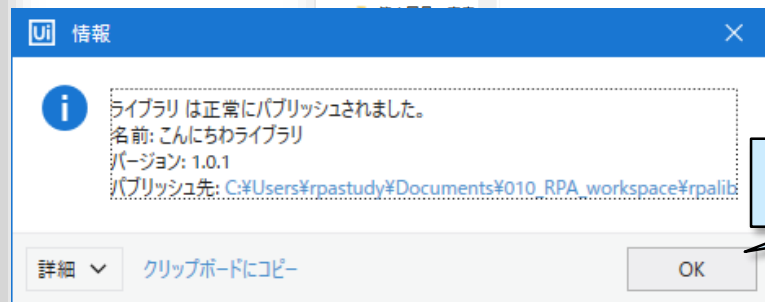 Ui 情報
ライブラリ は正常にパブリッシュされました。
名前: こんにちわライブラリ
バージョン: 1.0.1
パブリッシュ先: C:¥Users¥rpastudy¥Documents¥010_RPA_workspace¥rpalib
詳細 クリップボードにコピー OK